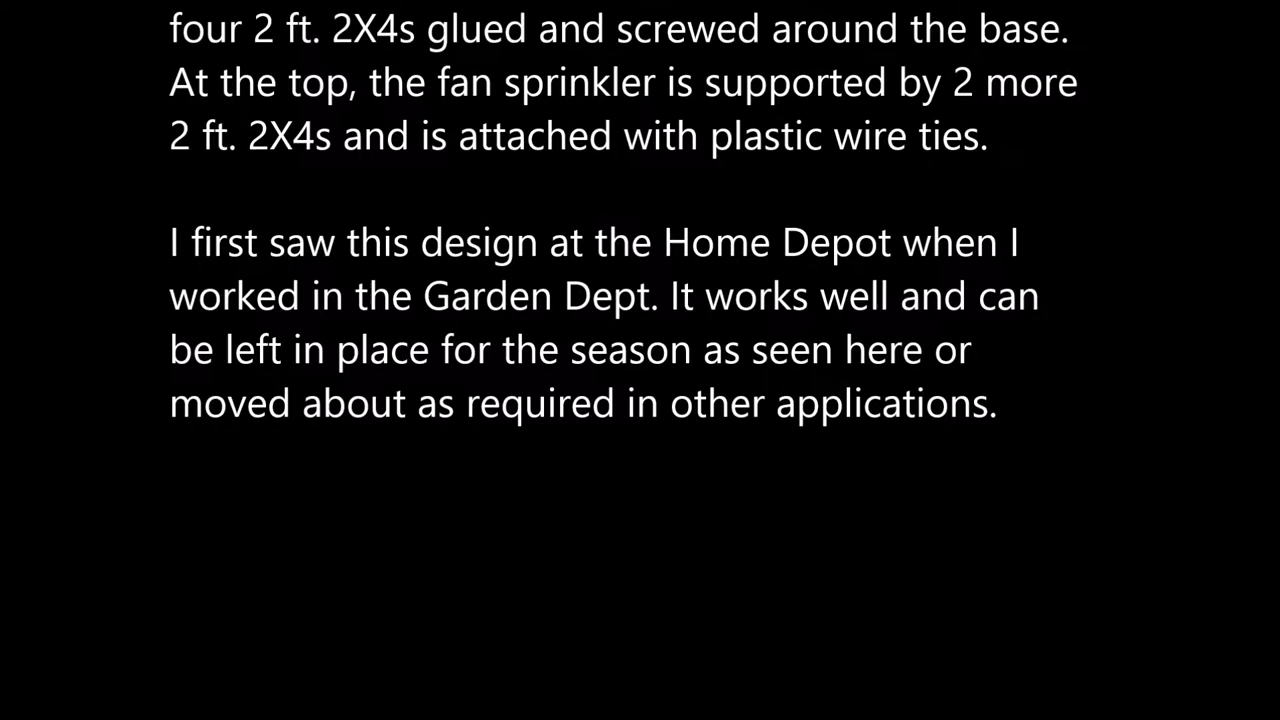 four 2 ft. 2X4s glued and screwed around the base.
At the top, the fan sprinkler is supported by 2 more
2 ft. 2X4s and is attached with plastic wire ties.
I first saw this design at the Home Depot when I
worked in the Garden Dept. It works well and can
be left in place for the season as seen here or
moved about as required in other applications.